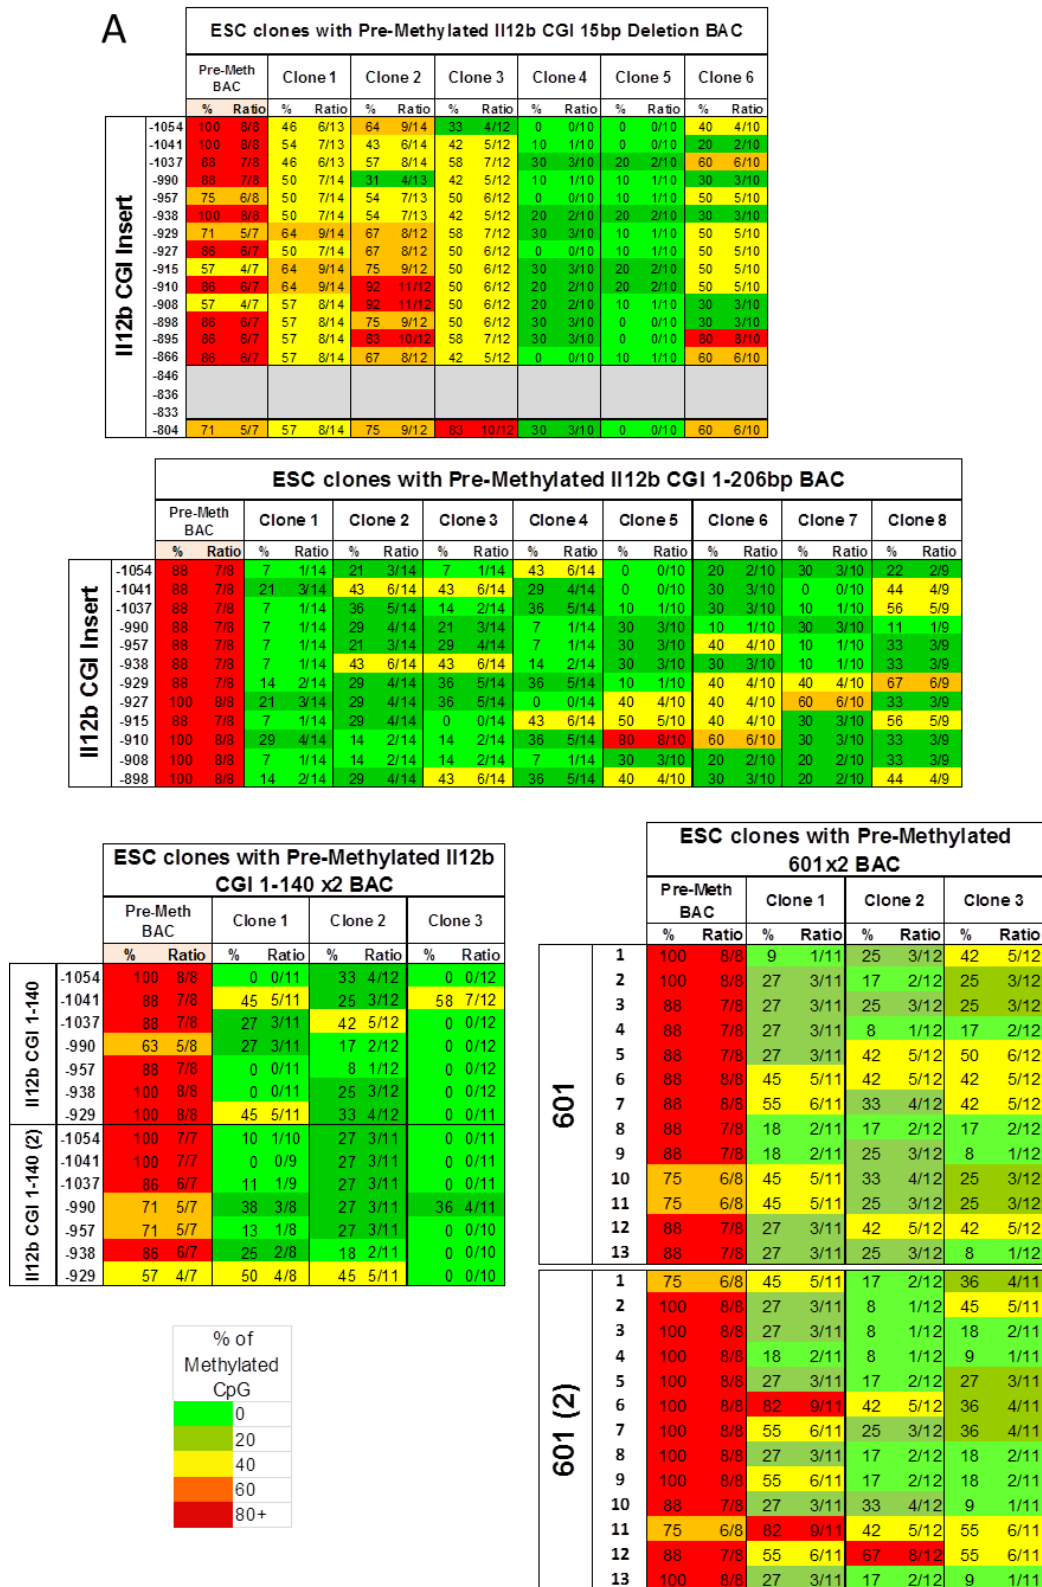 A
ESC clones with Pre-Methylated Il12b CGI 15bp Deletion BAC
Pre-Meth BAC Clone 1 Clone 2 Clone 3 Clone 4 Clone 5 Clone 6
% Ratio % Ratio % Ratio % Ratio % Ratio % Ratio % Ratio
Il12b CGI Insert
-1054 100 8/8 46 6/13 64 9/14 33 4/12 0 0/10 0 0/10 40 4/10
-1041 100 8/8 54 7/13 43 6/14 42 5/12 10 1/10 0 0/10 20 2/10
-1037 88 7/8 46 6/13 57 8/14 58 7/12 30 3/10 20 2/10 60 6/10
-990 88 7/8 50 7/14 31 4/13 42 5/12 10 1/10 10 1/10 30 3/10
-957 75 6/8 50 7/14 54 7/13 50 6/12 0 0/10 10 1/10 50 5/10
-938 100 8/8 50 7/14 54 7/13 42 5/12 20 2/10 20 2/10 30 3/10
-929 71 5/7 64 9/14 67 8/12 58 7/12 30 3/10 10 1/10 50 5/10
-927 86 6/7 50 7/14 67 8/12 50 6/12 0 0/10 10 1/10 50 5/10
-915 57 4/7 64 9/14 75 9/12 50 6/12 30 3/10 20 2/10 50 5/10
-910 86 6/7 64 9/14 92 11/12 50 6/12 20 2/10 20 2/10 50 5/10
-908 57 4/7 57 8/14 92 11/12 50 6/12 20 2/10 10 1/10 30 3/10
-898 86 6/7 57 8/14 75 9/12 50 6/12 30 3/10 0 0/10 30 3/10
-895 86 6/7 57 8/14 83 10/12 58 7/12 30 3/10 0 0/10 80 8/10
-866 86 6/7 57 8/14 67 8/12 42 5/12 0 0/10 10 1/10 60 6/10
-846
-836
-833
-804 71 5/7 57 8/14 75 9/12 83 10/12 30 3/10 0 0/10 60 6/10
ESC clones with Pre-Methylated Il12b CGI 1-206bp BAC
Pre-Meth BAC Clone 1 Clone 2 Clone 3 Clone 4 Clone 5 Clone 6 Clone 7 Clone 8
% Ratio % Ratio % Ratio % Ratio % Ratio % Ratio % Ratio % Ratio % Ratio
Il12b CGI Insert
-1054 88 7/8 7 1/14 21 3/14 7 1/14 43 6/14 0 0/10 20 2/10 30 3/10 22 2/9
-1041 88 7/8 21 3/14 43 6/14 43 6/14 29 4/14 0 0/10 30 3/10 0 0/10 44 4/9
-1037 88 7/8 7 1/14 36 5/14 14 2/14 36 5/14 10 1/10 30 3/10 10 1/10 56 5/9
-990 88 7/8 7 1/14 29 4/14 21 3/14 7 1/14 30 3/10 10 1/10 30 3/10 11 1/9
-957 88 7/8 7 1/14 21 3/14 29 4/14 7 1/14 30 3/10 40 4/10 10 1/10 33 3/9
-938 88 7/8 7 1/14 43 6/14 43 6/14 14 2/14 30 3/10 30 3/10 10 1/10 33 3/9
-929 88 7/8 14 2/14 29 4/14 36 5/14 36 5/14 10 1/10 40 4/10 40 4/10 67 6/9
-927 100 8/8 21 3/14 29 4/14 36 5/14 0 0/14 40 4/10 40 4/10 60 6/10 33 3/9
-915 88 7/8 7 1/14 29 4/14 0 0/14 43 6/14 50 5/10 40 4/10 30 3/10 56 5/9
-910 100 8/8 29 4/14 14 2/14 14 2/14 36 5/14 80 8/10 60 6/10 30 3/10 33 3/9
-908 100 8/8 7 1/14 14 2/14 14 2/14 7 1/14 30 3/10 20 2/10 20 2/10 33 3/9
-898 100 8/8 14 2/14 29 4/14 43 6/14 36 5/14 40 4/10 30 3/10 20 2/10 44 4/9
ESC clones with Pre-Methylated Il12b
CGI 1-140 x2 BAC
Pre-Meth BAC Clone 1 Clone 2 Clone 3
% Ratio % Ratio % Ratio % Ratio
Il12b CGI 1-140
-1054 100 8/8 0 0/11 33 4/12 0 0/12
-1041 88 7/8 45 5/11 25 3/12 58 7/12
-1037 88 7/8 27 3/11 42 5/12 0 0/12
-990 63 5/8 27 3/11 17 2/12 0 0/12
-957 88 7/8 0 0/11 8 1/12 0 0/12
-938 100 8/8 0 0/11 25 3/12 0 0/12
-929 100 8/8 45 5/11 33 4/12 0 0/11
Il12b CGI 1-140 (2)
-1054 100 7/7 10 1/10 27 3/11 0 0/11
-1041 100 7/7 0 0/9 27 3/11 0 0/11
-1037 86 6/7 11 1/9 27 3/11 0 0/11
-990 71 5/7 38 3/8 27 3/11 36 4/11
-957 71 5/7 13 1/8 27 3/11 0 0/10
-938 86 6/7 25 2/8 18 2/11 0 0/10
-929 57 4/7 50 4/8 45 5/11 0 0/10
% of
Methylated
CpG
0
20
40
60
80+
ESC clones with Pre-Methylated
601x2 BAC
Pre-Meth BAC Clone 1 Clone 2 Clone 3
% Ratio % Ratio % Ratio % Ratio
601
1 100 8/8 9 1/11 25 3/12 42 5/12
2 100 8/8 27 3/11 17 2/12 25 3/12
3 88 7/8 27 3/11 25 3/12 25 3/12
4 88 7/8 27 3/11 8 1/12 17 2/12
5 88 7/8 27 3/11 42 5/12 50 6/12
6 88 8/8 45 5/11 42 5/12 42 5/12
7 88 8/8 55 6/11 33 4/12 42 5/12
8 88 7/8 18 2/11 17 2/12 17 2/12
9 88 7/8 18 2/11 25 3/12 8 1/12
10 75 6/8 45 5/11 33 4/12 25 3/12
11 75 6/8 45 5/11 25 3/12 25 3/12
12 88 7/8 27 3/11 42 5/12 42 5/12
13 88 7/8 27 3/11 25 3/12 8 1/12
601 (2)
1 75 6/8 45 5/11 17 2/12 36 4/11
2 100 8/8 27 3/11 8 1/12 45 5/11
3 100 8/8 27 3/11 8 1/12 18 2/11
4 100 8/8 18 2/11 8 1/12 9 1/11
5 100 8/8 27 3/11 17 2/12 27 3/11
6 100 8/8 82 9/11 42 5/12 36 4/11
7 100 8/8 55 6/11 25 3/12 36 4/11
8 100 8/8 27 3/11 17 2/12 18 2/11
9 100 8/8 55 6/11 17 2/12 18 2/11
10 88 7/8 27 3/11 33 4/12 9 1/11
11 75 6/8 82 9/11 42 5/12 55 6/11
12 88 7/8 55 6/11 67 8/12 55 6/11
13 100 8/8 27 3/11 17 2/12 9 1/11